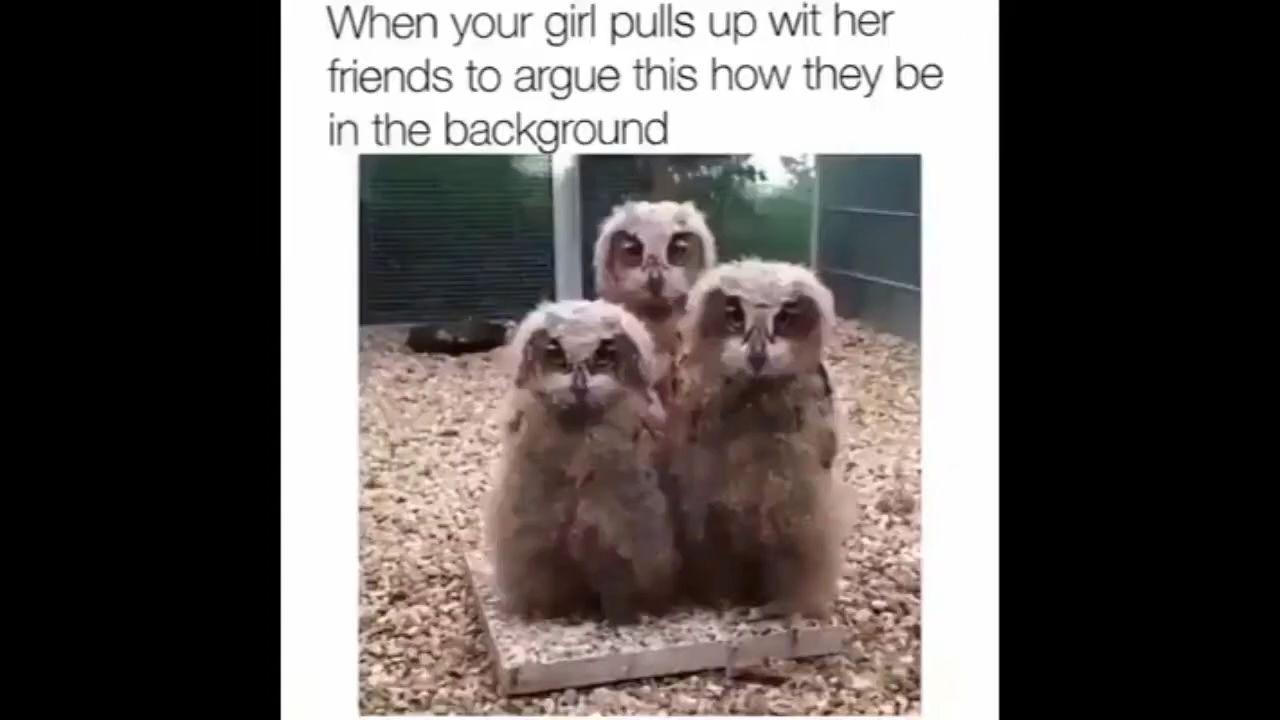 When your girl pulls up wit her
friends to argue this how they be
in the background